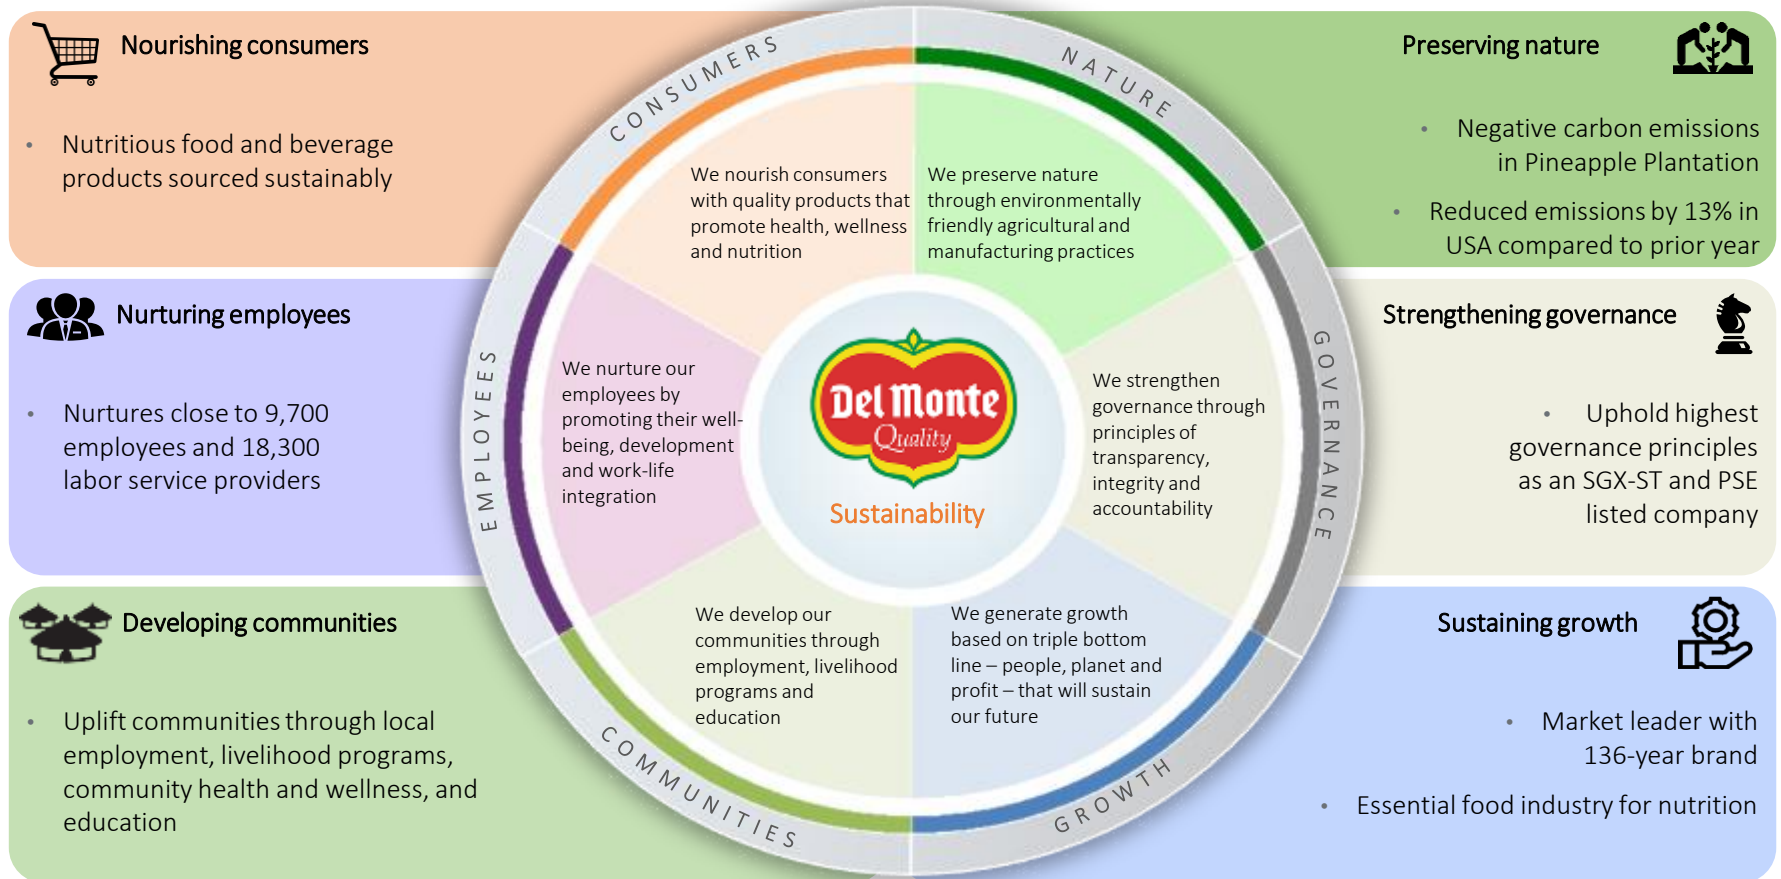 Nourishing consumers
• Nutritious food and beverage
products sourced sustainably
Nurturing employees
• Nurtures close to 9,700
employees and 18,300
labor service providers
Developing communities
• Uplift communities through local
employment, livelihood programs,
community health and wellness, and
education
CONSUMERS
NATURE
EMPLOYEES
GOVERNANCE
COMMUNITIES
GROWTH
We nourish consumers
with quality products that
promote health, wellness
and nutrition
We preserve nature
through environmentally
friendly agricultural and
manufacturing practices
We nurture our
employees by
promoting their well-
being, development
and work-life
integration
Del Monte
Quality
Sustainability
We strengthen
governance through
principles of
transparency,
integrity and
accountability
We develop our
communities through
employment, livelihood
programs and
education
We generate growth
based on triple bottom
line – people, planet and
profit – that will sustain
our future
Preserving nature
• Negative carbon emissions
in Pineapple Plantation
• Reduced emissions by 13% in
USA compared to prior year
Strengthening governance
• Uphold highest
governance principles
as an SGX-ST and PSE
listed company
Sustaining growth
• Market leader with
136-year brand
• Essential food industry for nutrition